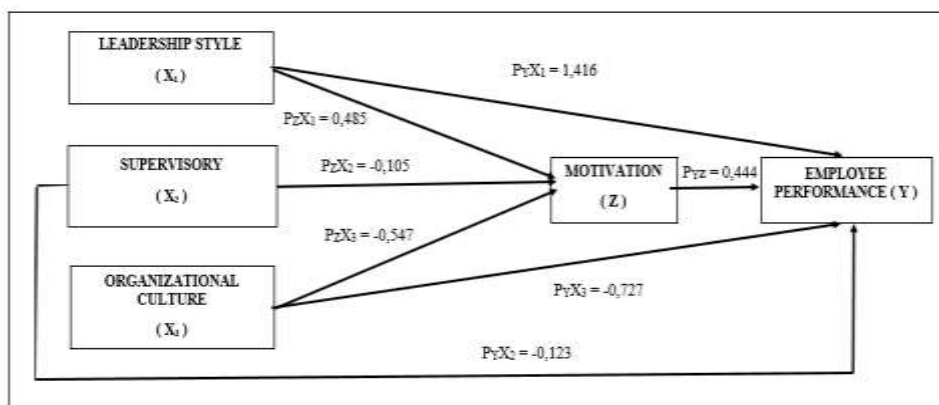 LEADERSHIP STYLE
( X₁ )
PYX₁ = 1,416
PZX₁ = 0,485
SUPERVISORY
( X₂ )
PZX₂ = -0,105
MOTIVATION
( Z )
PYZ = 0,444
EMPLOYEE
PERFORMANCE ( Y )
PZX₃ = -0,547
ORGANIZATIONAL
CULTURE
( X₃ )
PYX₃ = -0,727
PYX₂ = -0,123